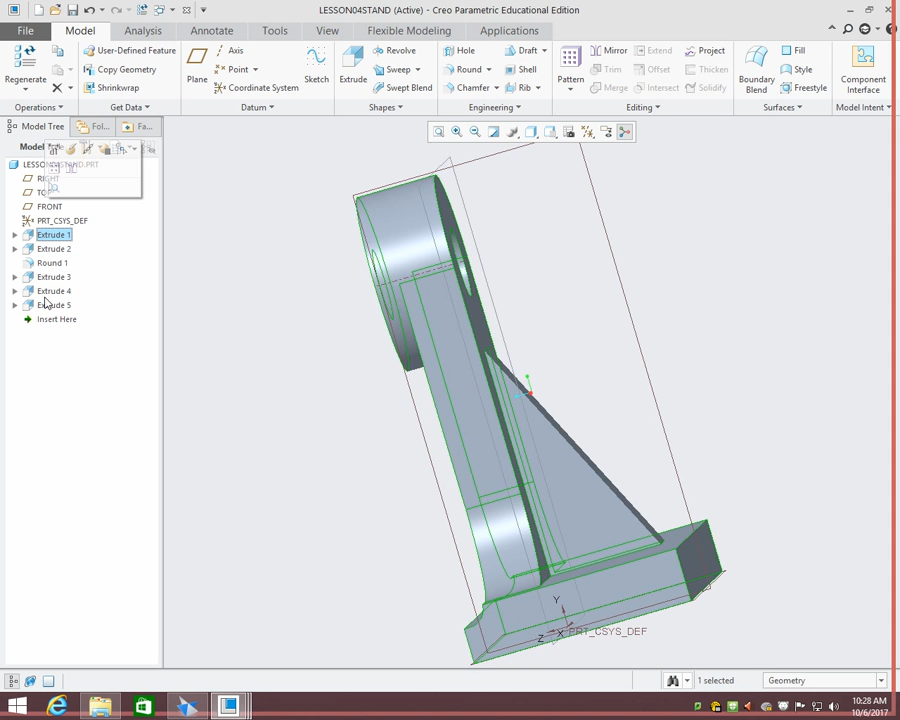 LESSON04STAND (Active) - Creo Parametric Educational Edition
File Model Analysis Annotate Tools View Flexible Modeling Applications
User-Defined Feature Axis Revolve Hole Draft Mirror Extend Project Fill
Copy Geometry Point Sweep Round Shell Trim Offset Thicken Style
Shrinkwrap Coordinate System Swept Blend Chamfer Rib Merge Intersect Solidify Freestyle
Regenerate Plane Sketch Extrude Pattern Boundary Blend Component Interface
Operations Get Data Datum Shapes Engineering Editing Surfaces Model Intent
Model Tree Fol... Fa...
FRONT
PRT_CSYS_DEF
Extrude 1
Extrude 2
Round 1
Extrude 3
Extrude 4
Extrude 5
Insert Here
Y
Z X PRT_CSYS_DEF
1 selected Geometry
10:28 AM
10/6/2017